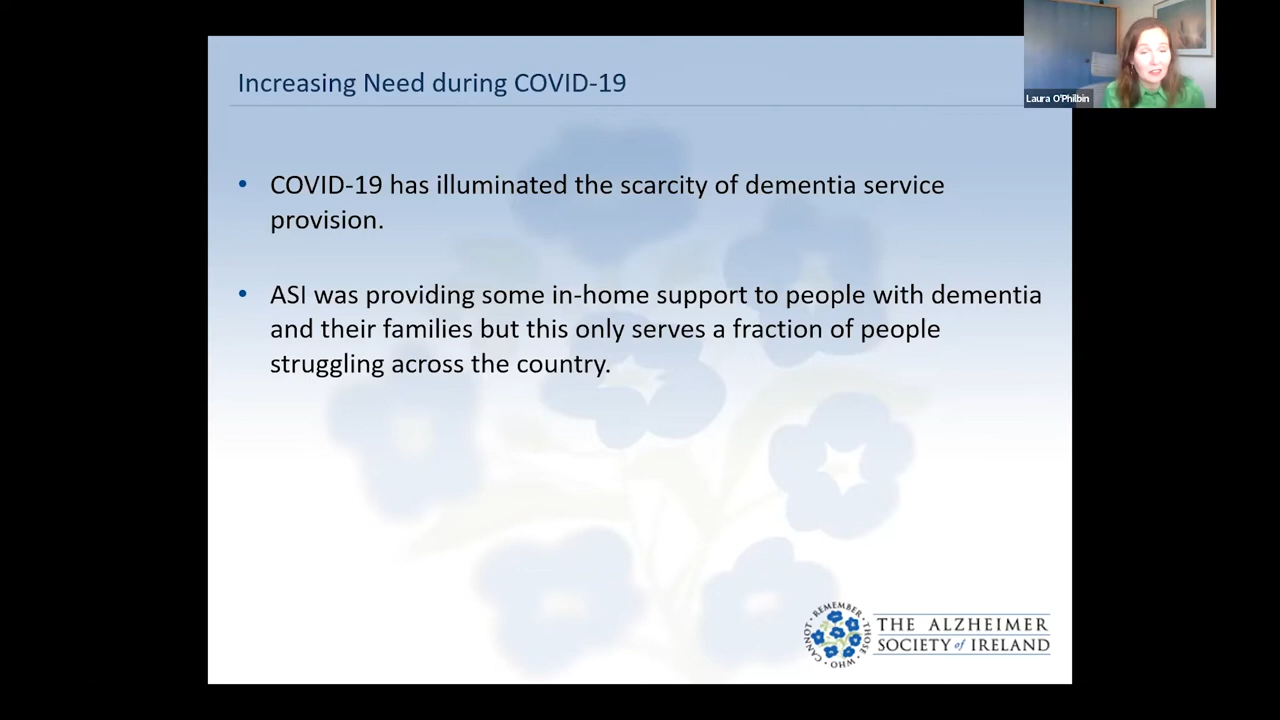 Increasing Need during COVID-19
Laura O'Philbin
• COVID-19 has illuminated the scarcity of dementia service
provision.
• ASI was providing some in-home support to people with dementia
and their families but this only serves a fraction of people
struggling across the country.
REMEMBER · THOSE · WHO · CANNOT ·
THE ALZHEIMER
SOCIETY of IRELAND